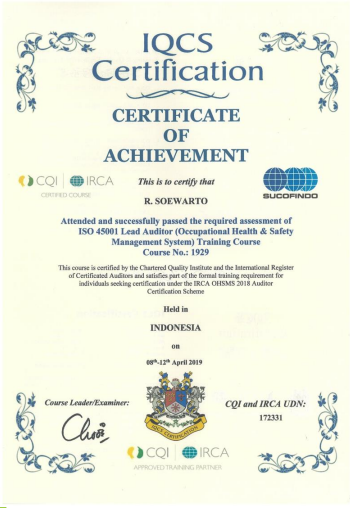 IQCS
Certification
CERTIFICATE
OF
ACHIEVEMENT
CQI IRCA
CERTIFIED COURSE
This is to certify that
SUCOFINDO
R. SOEWARTO
Attended and successfully passed the required assessment of
ISO 45001 Lead Auditor (Occupational Health & Safety
Management System) Training Course
Course No.: 1929
This course is certified by the Chartered Quality Institute and the International Register
of Certificated Auditors and satisfies part of the formal training requirement for
individuals seeking certification under the IRCA OHSMS 2018 Auditor
Certification Scheme
Held in
INDONESIA
on
08th-12th April 2019
Course Leader/Examiner:
CQI and IRCA UDN:
172331
IQCS CERTIFICATION
CQI IRCA
APPROVED TRAINING PARTNER